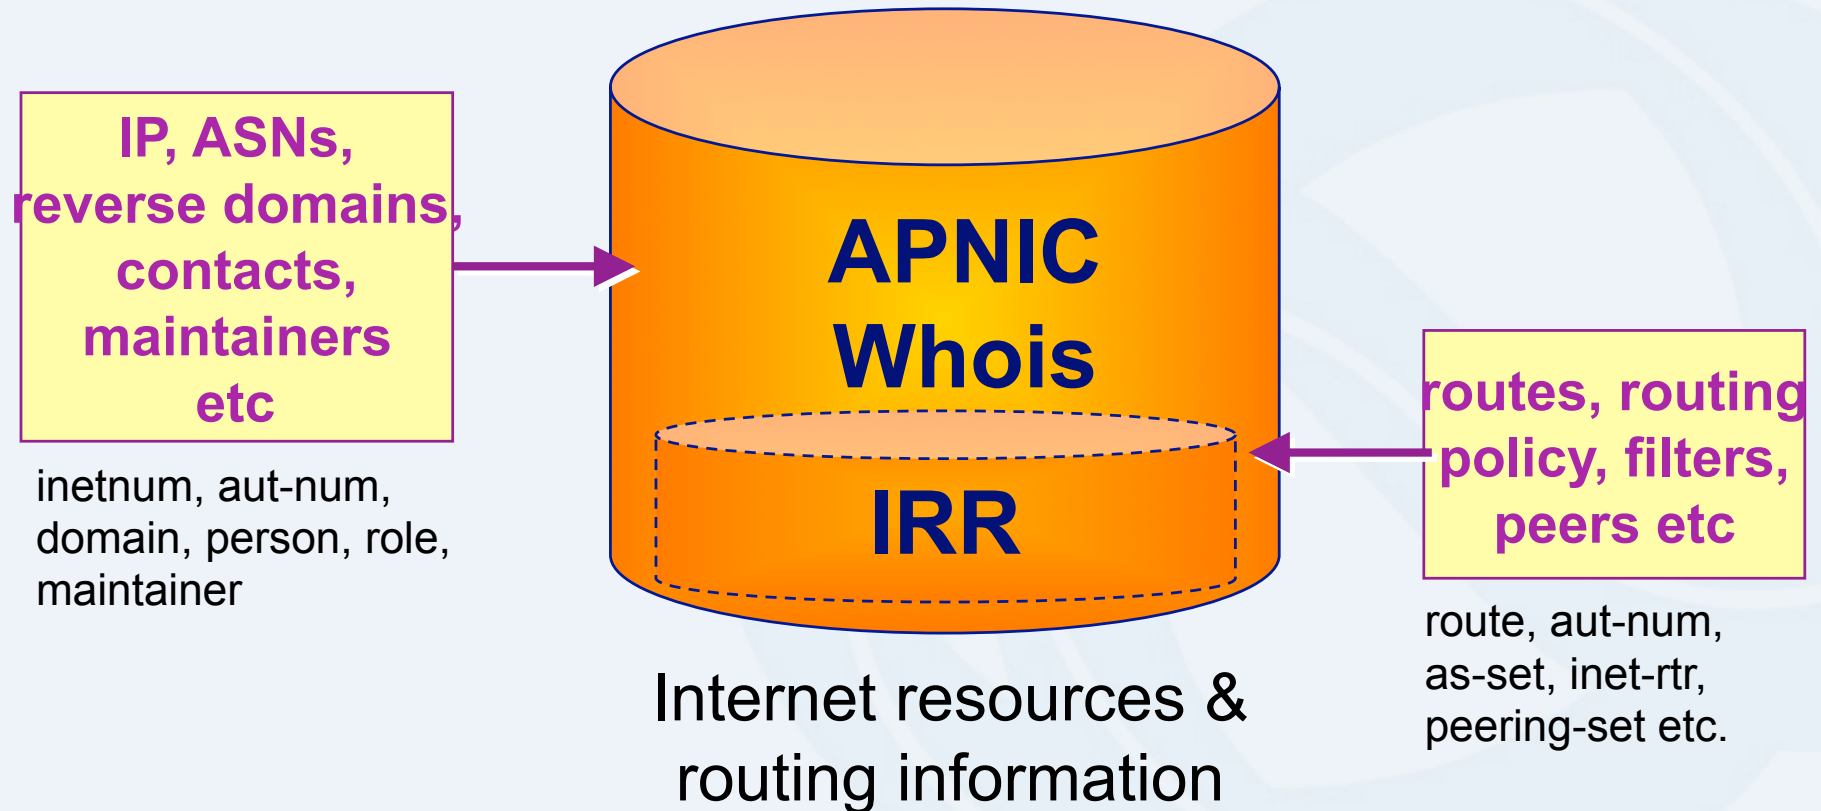 IP, ASNs,
reverse domains,
contacts,
maintainers
etc
inetnum, aut-num,
domain, person, role,
maintainer
APNIC
Whois
IRR
Internet resources &
routing information
routes, routing
policy, filters,
peers etc
route, aut-num,
as-set, inet-rtr,
peering-set etc.